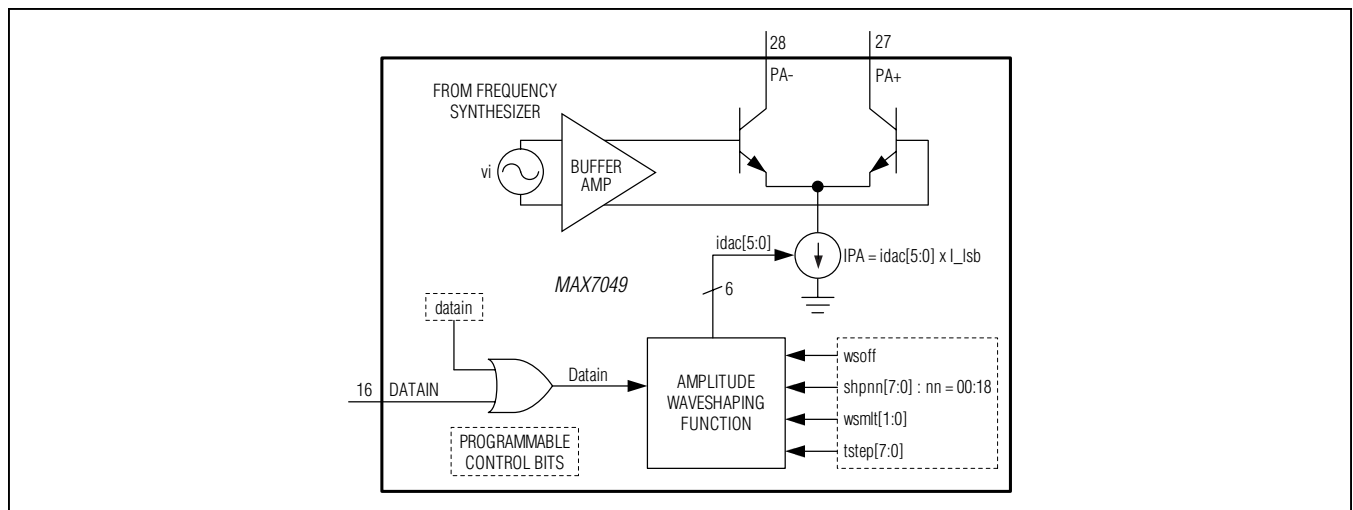 28
27
PA-
PA+
FROM FREQUENCY
SYNTHESIZER
vi
BUFFER
AMP
idac[5:0]
IPA = idac[5:0] x I_lsb
MAX7049
6
datain
16
DATAIN
Datain
AMPLITUDE
WAVESHAPING
FUNCTION
wsoff
shpnn[7:0] : nn = 00:18
wsmlt[1:0]
tstep[7:0]
PROGRAMMABLE
CONTROL BITS